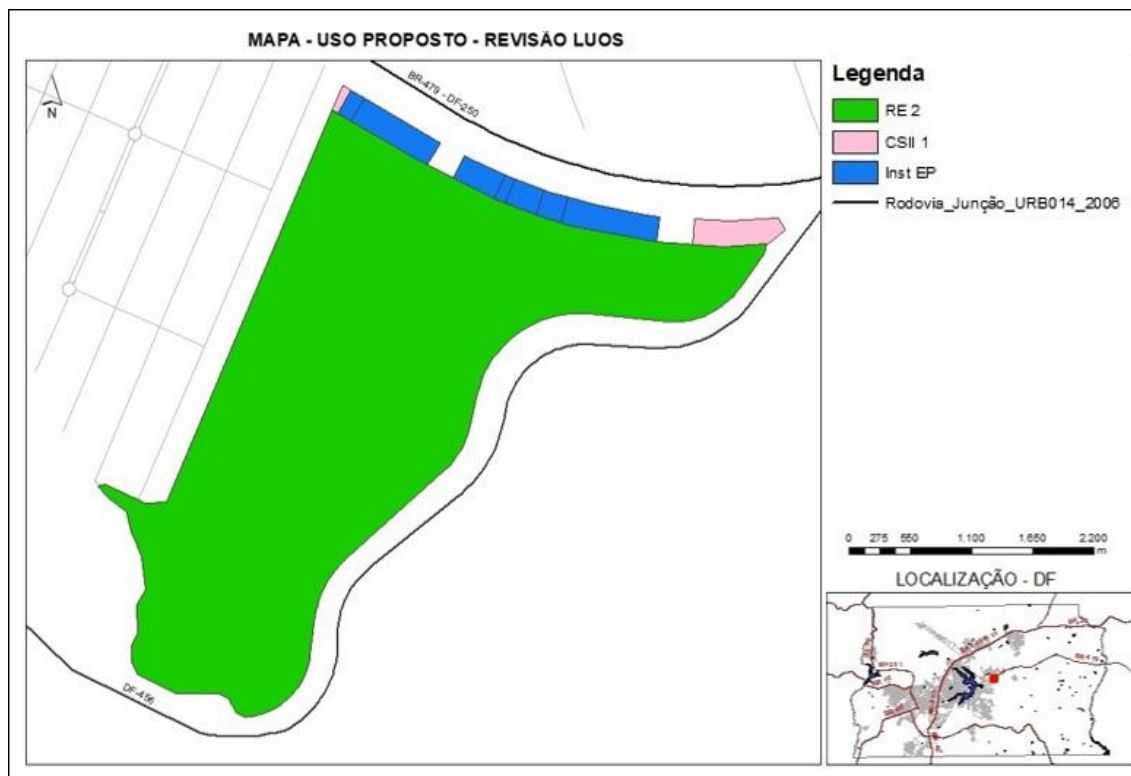 MAPA - USO PROPOSTO - REVISÃO LUOS
N
BR-479 - DF-250
DF-456
Legenda
RE 2
CSII 1
Inst EP
Rodovia_Junção_URB014_2006
0 275 550 1.100 1.650 2.200
m
LOCALIZAÇÃO - DF